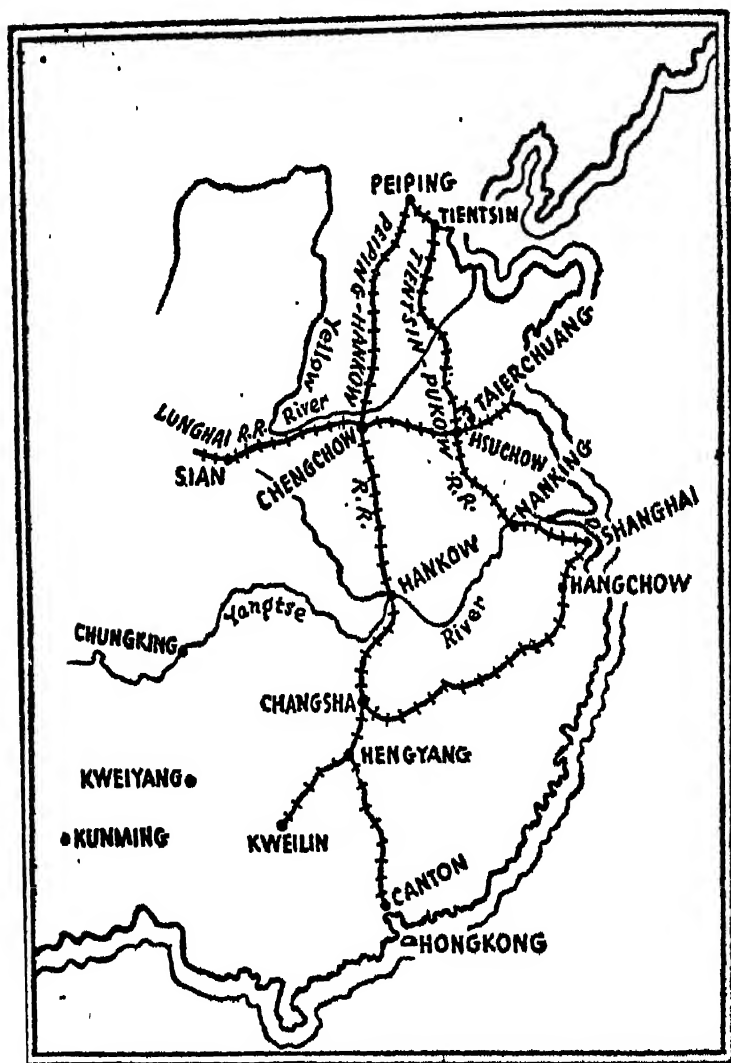 PEIPING
TIENTSIN
PEIPING-HANKOW
R.R.
TIENTSIN-PUKOW R.R.
Yellow
River
LUNGHAI R.R.
TAIERCHUANG
SIAN
CHENGCHOW
HSUCHOW
NANKING
SHANGHAI
HANKOW
HANGCHOW
Yangtse
River
CHUNGKING
CHANGSHA
HENGYANG
KWEIYANG
KUNMING
KWEILIN
CANTON
HONGKONG